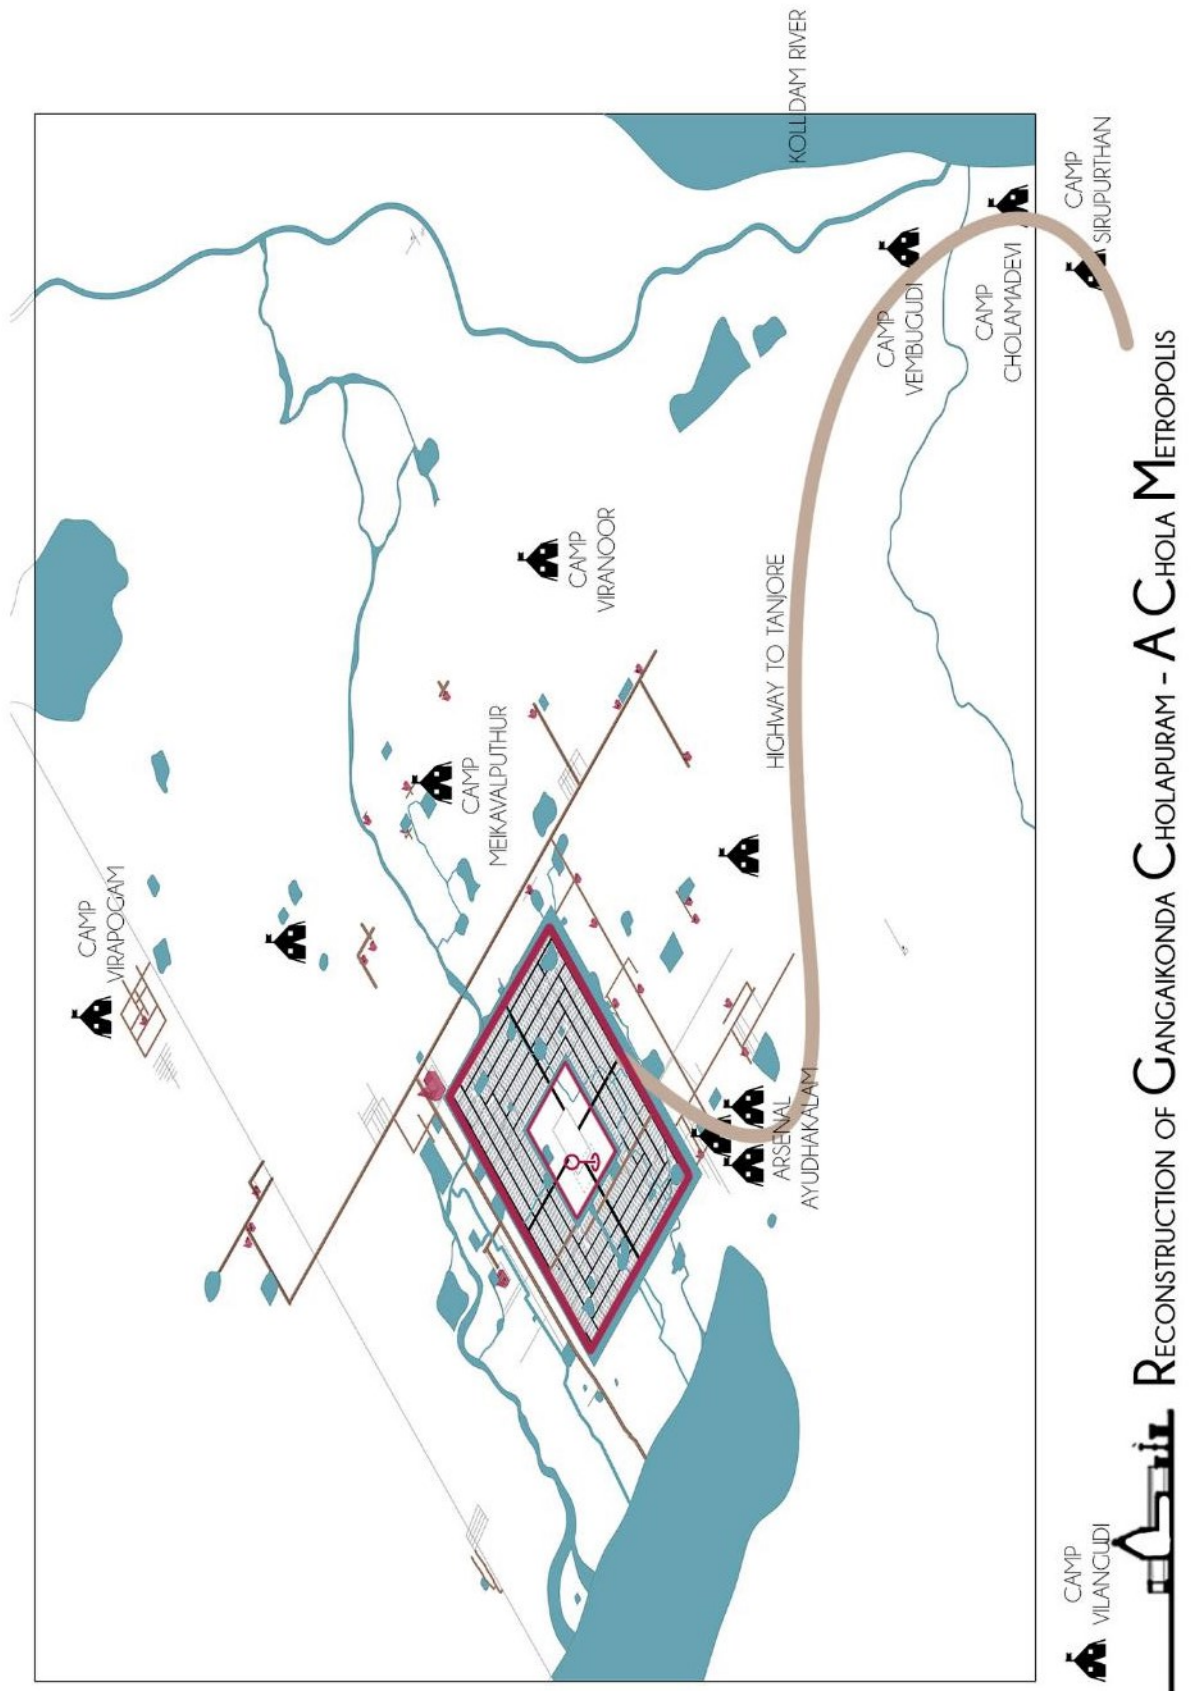 KOLLIDAM RIVER
CAMP
SIRUPURTHAN
CAMP
CHOLAMADEVI
CAMP
VEMBUGUDI
HIGHWAY TO TANJORE
CAMP
VIRANOOR
CAMP
MEIKAVALPUTHUR
CAMP
VIRAPOGAM
ARSENAL
AYUDHAKALAM
CAMP
VILANGUDI
RECONSTRUCTION OF GANGAIKONDA CHOLAPURAM - A CHOLA METROPOLIS